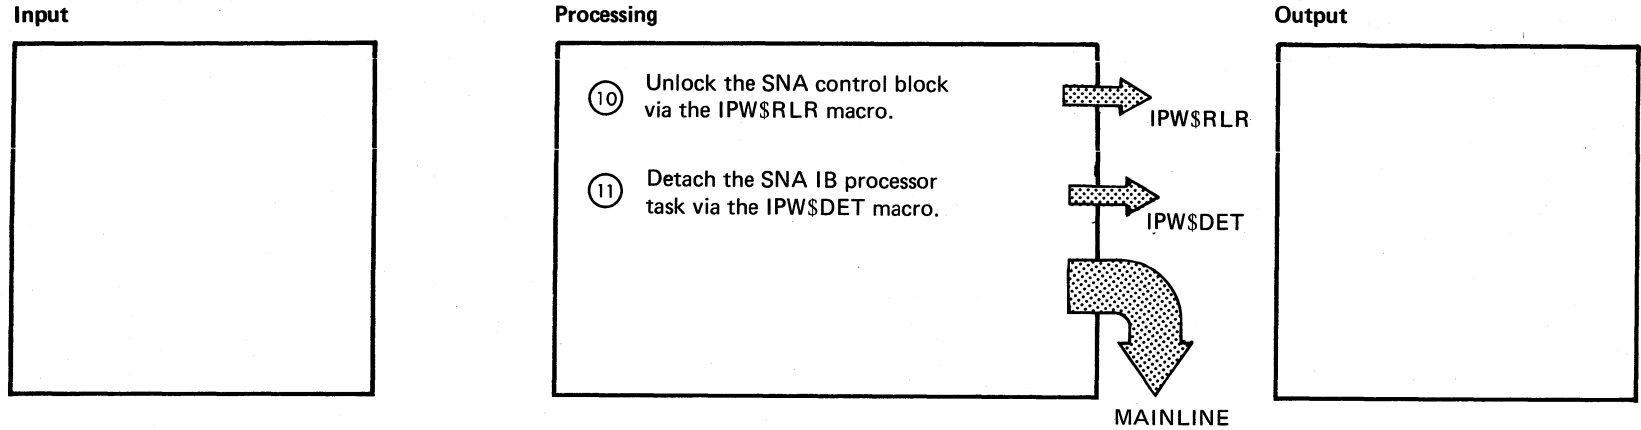 Input
Processing
Output
10 Unlock the SNA control block
via the IPW$RLR macro.
IPW$RLR
11 Detach the SNA IB processor
task via the IPW$DET macro.
IPW$DET
MAINLINE